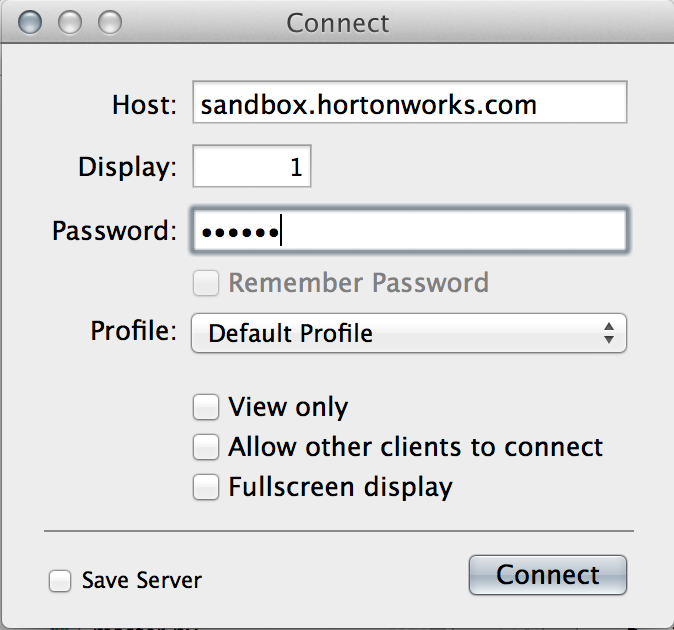 Connect
Host: sandbox.hortonworks.com
Display: 1
Password: ••••••
Remember Password
Profile: Default Profile
View only
Allow other clients to connect
Fullscreen display
Save Server
Connect